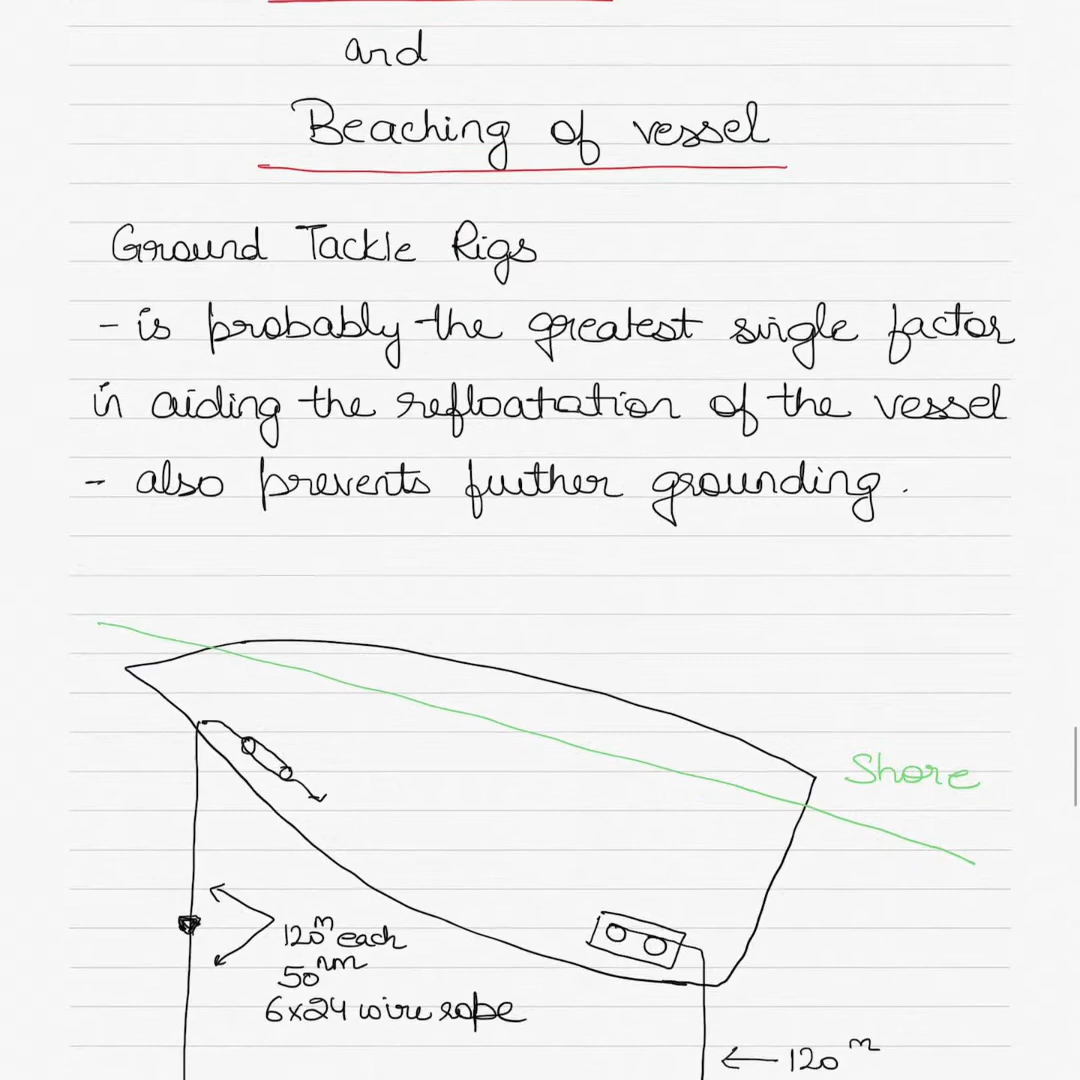 and
Beaching of vessel
Ground Tackle Rigs
- is probably the greatest single factor
in aiding the refloatation of the vessel
- also prevents further grounding.
Shore
120m each
50mm
6x24 wire rope
← 120m